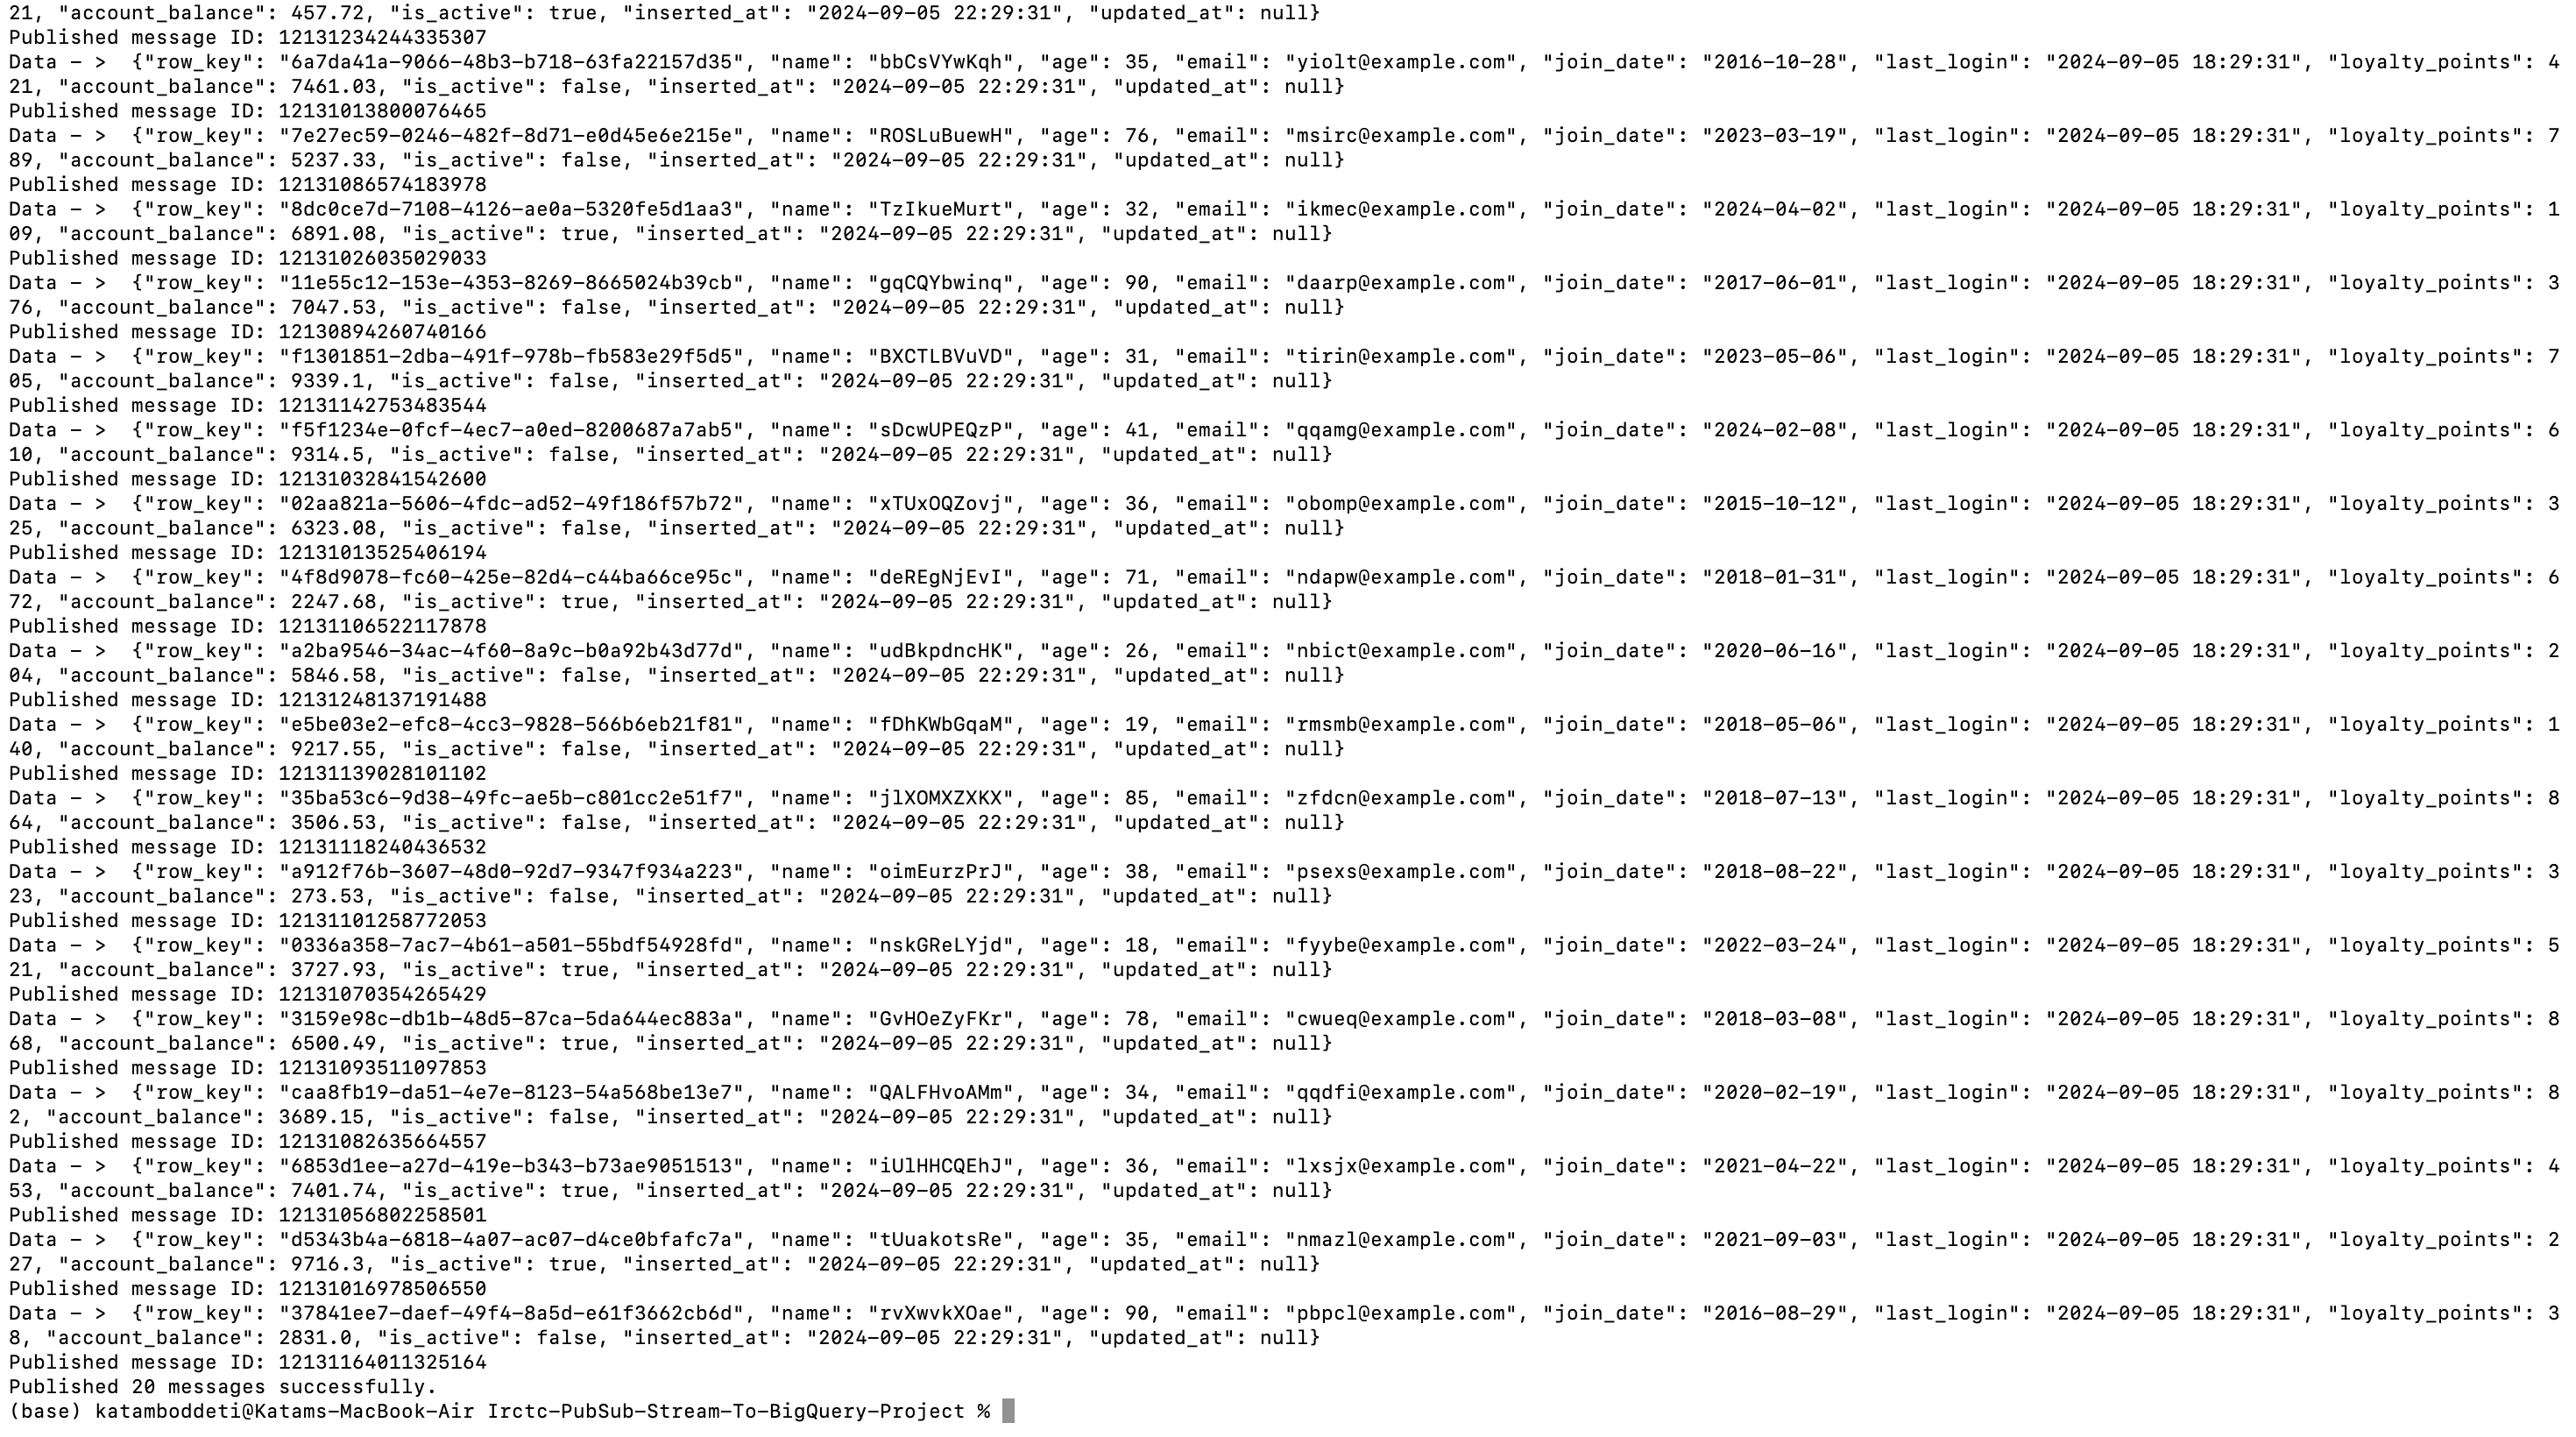 21, "account_balance": 457.72, "is_active": true, "inserted_at": "2024-09-05 22:29:31", "updated_at": null}
Published message ID: 12131234244335307
Data - >  {"row_key": "6a7da41a-9066-48b3-b718-63fa22157d35", "name": "bbCsVYwKqh", "age": 35, "email": "yiolt@example.com", "join_date": "2016-10-28", "last_login": "2024-09-05 18:29:31", "loyalty_points": 4
21, "account_balance": 7461.03, "is_active": false, "inserted_at": "2024-09-05 22:29:31", "updated_at": null}
Published message ID: 12131013800076465
Data - >  {"row_key": "7e27ec59-0246-482f-8d71-e0d45e6e215e", "name": "ROSLuBuewH", "age": 76, "email": "msirc@example.com", "join_date": "2023-03-19", "last_login": "2024-09-05 18:29:31", "loyalty_points": 7
89, "account_balance": 5237.33, "is_active": false, "inserted_at": "2024-09-05 22:29:31", "updated_at": null}
Published message ID: 12131086574183978
Data - >  {"row_key": "8dc0ce7d-7108-4126-ae0a-5320fe5d1aa3", "name": "TzIkueMurt", "age": 32, "email": "ikmec@example.com", "join_date": "2024-04-02", "last_login": "2024-09-05 18:29:31", "loyalty_points": 1
09, "account_balance": 6891.08, "is_active": true, "inserted_at": "2024-09-05 22:29:31", "updated_at": null}
Published message ID: 12131026035029033
Data - >  {"row_key": "11e55c12-153e-4353-8269-8665024b39cb", "name": "gqCQYbwinq", "age": 90, "email": "daarp@example.com", "join_date": "2017-06-01", "last_login": "2024-09-05 18:29:31", "loyalty_points": 3
76, "account_balance": 7047.53, "is_active": false, "inserted_at": "2024-09-05 22:29:31", "updated_at": null}
Published message ID: 12130894260740166
Data - >  {"row_key": "f1301851-2dba-491f-978b-fb583e29f5d5", "name": "BXCTLBVuVD", "age": 31, "email": "tirin@example.com", "join_date": "2023-05-06", "last_login": "2024-09-05 18:29:31", "loyalty_points": 7
05, "account_balance": 9339.1, "is_active": false, "inserted_at": "2024-09-05 22:29:31", "updated_at": null}
Published message ID: 12131142753483544
Data - >  {"row_key": "f5f1234e-0fcf-4ec7-a0ed-8200687a7ab5", "name": "sDcwUPEQzP", "age": 41, "email": "qqamg@example.com", "join_date": "2024-02-08", "last_login": "2024-09-05 18:29:31", "loyalty_points": 6
10, "account_balance": 9314.5, "is_active": false, "inserted_at": "2024-09-05 22:29:31", "updated_at": null}
Published message ID: 12131032841542600
Data - >  {"row_key": "02aa821a-5606-4fdc-ad52-49f186f57b72", "name": "xTUxOQZovj", "age": 36, "email": "obomp@example.com", "join_date": "2015-10-12", "last_login": "2024-09-05 18:29:31", "loyalty_points": 3
25, "account_balance": 6323.08, "is_active": false, "inserted_at": "2024-09-05 22:29:31", "updated_at": null}
Published message ID: 12131013525406194
Data - >  {"row_key": "4f8d9078-fc60-425e-82d4-c44ba66ce95c", "name": "deREgNjEvI", "age": 71, "email": "ndapw@example.com", "join_date": "2018-01-31", "last_login": "2024-09-05 18:29:31", "loyalty_points": 6
72, "account_balance": 2247.68, "is_active": true, "inserted_at": "2024-09-05 22:29:31", "updated_at": null}
Published message ID: 12131106522117878
Data - >  {"row_key": "a2ba9546-34ac-4f60-8a9c-b0a92b43d77d", "name": "udBkpdncHK", "age": 26, "email": "nbict@example.com", "join_date": "2020-06-16", "last_login": "2024-09-05 18:29:31", "loyalty_points": 2
04, "account_balance": 5846.58, "is_active": false, "inserted_at": "2024-09-05 22:29:31", "updated_at": null}
Published message ID: 12131248137191488
Data - >  {"row_key": "e5be03e2-efc8-4cc3-9828-566b6eb21f81", "name": "fDhKWbGqaM", "age": 19, "email": "rmsmb@example.com", "join_date": "2018-05-06", "last_login": "2024-09-05 18:29:31", "loyalty_points": 1
40, "account_balance": 9217.55, "is_active": false, "inserted_at": "2024-09-05 22:29:31", "updated_at": null}
Published message ID: 12131139028101102
Data - >  {"row_key": "35ba53c6-9d38-49fc-ae5b-c801cc2e51f7", "name": "jlXOMXZXKX", "age": 85, "email": "zfdcn@example.com", "join_date": "2018-07-13", "last_login": "2024-09-05 18:29:31", "loyalty_points": 8
64, "account_balance": 3506.53, "is_active": false, "inserted_at": "2024-09-05 22:29:31", "updated_at": null}
Published message ID: 12131118240436532
Data - >  {"row_key": "a912f76b-3607-48d0-92d7-9347f934a223", "name": "oimEurzPrJ", "age": 38, "email": "psexs@example.com", "join_date": "2018-08-22", "last_login": "2024-09-05 18:29:31", "loyalty_points": 3
23, "account_balance": 273.53, "is_active": false, "inserted_at": "2024-09-05 22:29:31", "updated_at": null}
Published message ID: 12131101258772053
Data - >  {"row_key": "0336a358-7ac7-4b61-a501-55bdf54928fd", "name": "nskGReLYjd", "age": 18, "email": "fyybe@example.com", "join_date": "2022-03-24", "last_login": "2024-09-05 18:29:31", "loyalty_points": 5
21, "account_balance": 3727.93, "is_active": true, "inserted_at": "2024-09-05 22:29:31", "updated_at": null}
Published message ID: 12131070354265429
Data - >  {"row_key": "3159e98c-db1b-48d5-87ca-5da644ec883a", "name": "GvHOeZyFKr", "age": 78, "email": "cwueq@example.com", "join_date": "2018-03-08", "last_login": "2024-09-05 18:29:31", "loyalty_points": 8
68, "account_balance": 6500.49, "is_active": true, "inserted_at": "2024-09-05 22:29:31", "updated_at": null}
Published message ID: 12131093511097853
Data - >  {"row_key": "caa8fb19-da51-4e7e-8123-54a568be13e7", "name": "QALFHvoAMm", "age": 34, "email": "qqdfi@example.com", "join_date": "2020-02-19", "last_login": "2024-09-05 18:29:31", "loyalty_points": 8
2, "account_balance": 3689.15, "is_active": false, "inserted_at": "2024-09-05 22:29:31", "updated_at": null}
Published message ID: 12131082635664557
Data - >  {"row_key": "6853d1ee-a27d-419e-b343-b73ae9051513", "name": "iUlHHCQEhJ", "age": 36, "email": "lxsjx@example.com", "join_date": "2021-04-22", "last_login": "2024-09-05 18:29:31", "loyalty_points": 4
53, "account_balance": 7401.74, "is_active": true, "inserted_at": "2024-09-05 22:29:31", "updated_at": null}
Published message ID: 12131056802258501
Data - >  {"row_key": "d5343b4a-6818-4a07-ac07-d4ce0bfafc7a", "name": "tUuakotsRe", "age": 35, "email": "nmazl@example.com", "join_date": "2021-09-03", "last_login": "2024-09-05 18:29:31", "loyalty_points": 2
27, "account_balance": 9716.3, "is_active": true, "inserted_at": "2024-09-05 22:29:31", "updated_at": null}
Published message ID: 12131016978506550
Data - >  {"row_key": "37841ee7-daef-49f4-8a5d-e61f3662cb6d", "name": "rvXwvkXOae", "age": 90, "email": "pbpcl@example.com", "join_date": "2016-08-29", "last_login": "2024-09-05 18:29:31", "loyalty_points": 3
8, "account_balance": 2831.0, "is_active": false, "inserted_at": "2024-09-05 22:29:31", "updated_at": null}
Published message ID: 12131164011325164
Published 20 messages successfully.
(base) katamboddeti@Katams-MacBook-Air Irctc-PubSub-Stream-To-BigQuery-Project %